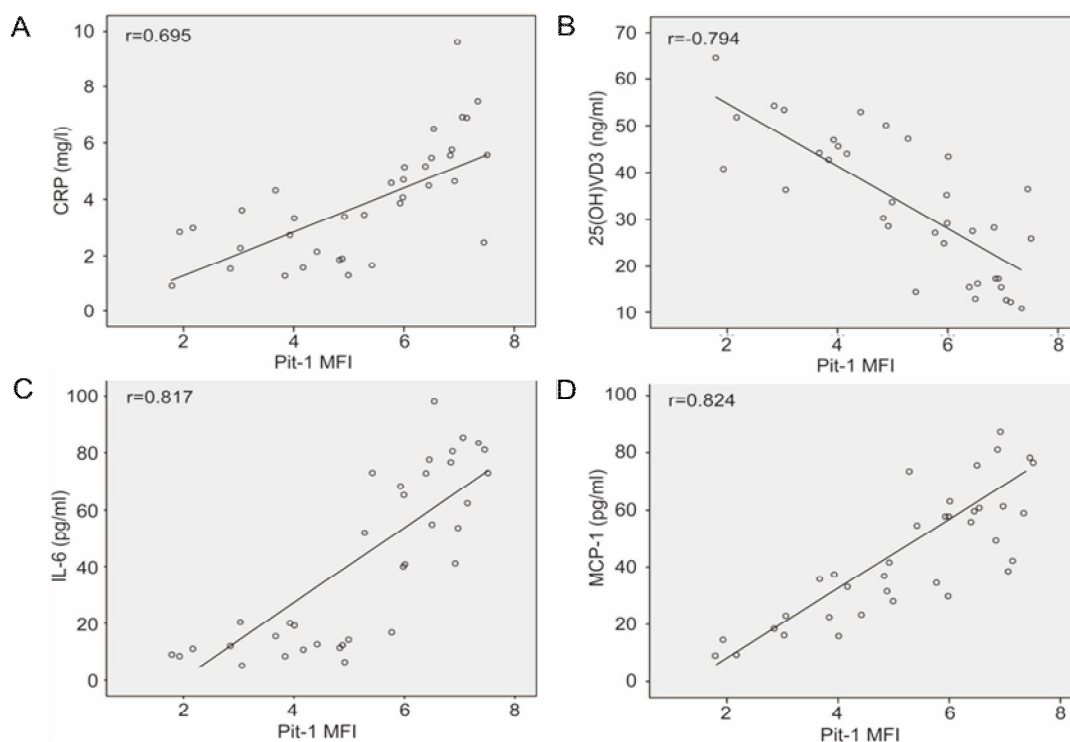 A
r=0.695
CRP (mg/l)
10
8
6
4
2
0
2 4 6 8
Pit-1 MFI
B
r=-0.794
25(OH)VD3 (ng/ml)
70
60
50
40
30
20
10
2 4 6 8
Pit-1 MFI
C
r=0.817
IL-6 (pg/ml)
100
80
60
40
20
0
2 4 6 8
Pit-1 MFI
D
r=0.824
MCP-1 (pg/ml)
100
80
60
40
20
0
2 4 6 8
Pit-1 MFI